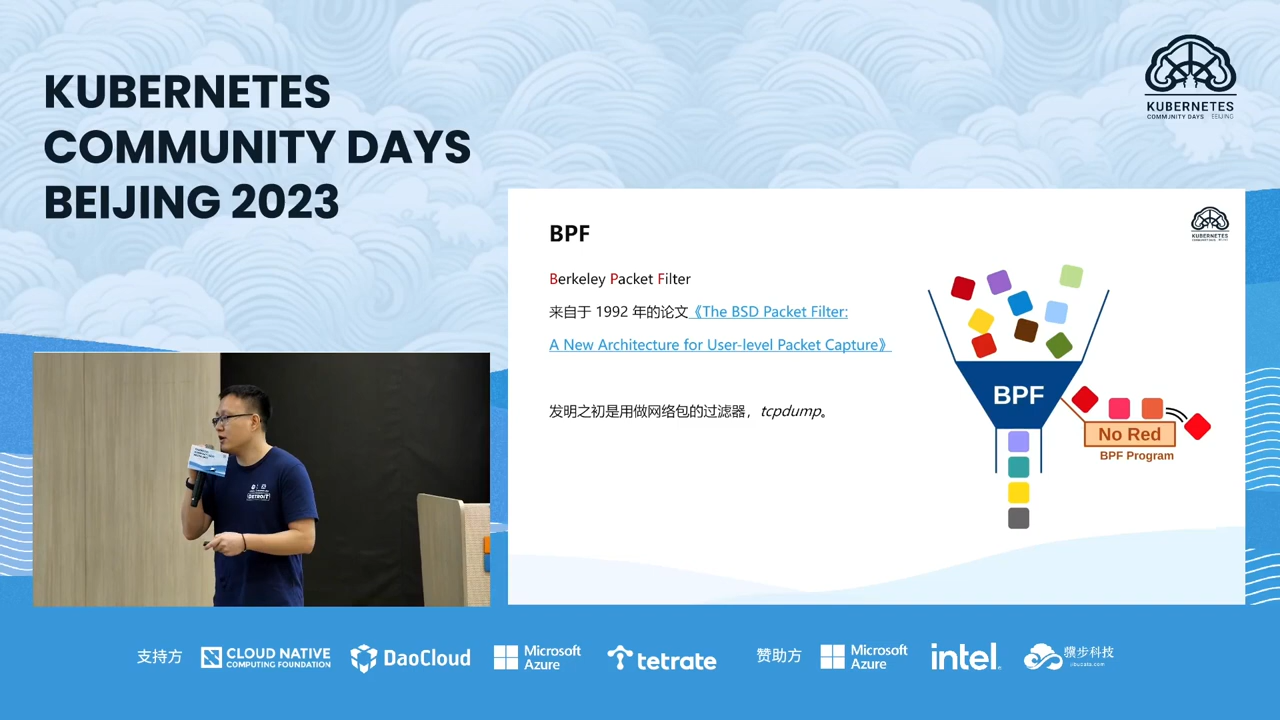 KUBERNETES
COMMUNITY DAYS
BEIJING 2023
KUBERNETES
COMMUNITY DAYS BEIJING
BPF
Berkeley Packet Filter
来自于 1992 年的论文《The BSD Packet Filter:
A New Architecture for User-level Packet Capture》
发明之初是用做网络包的过滤器，tcpdump。
KUBERNETES
BPF
No Red
BPF Program
DETROIT
支持方
CLOUD NATIVE
COMPUTING FOUNDATION
DaoCloud
Microsoft
Azure
tetrate
赞助方
Microsoft
Azure
intel.
骥步科技